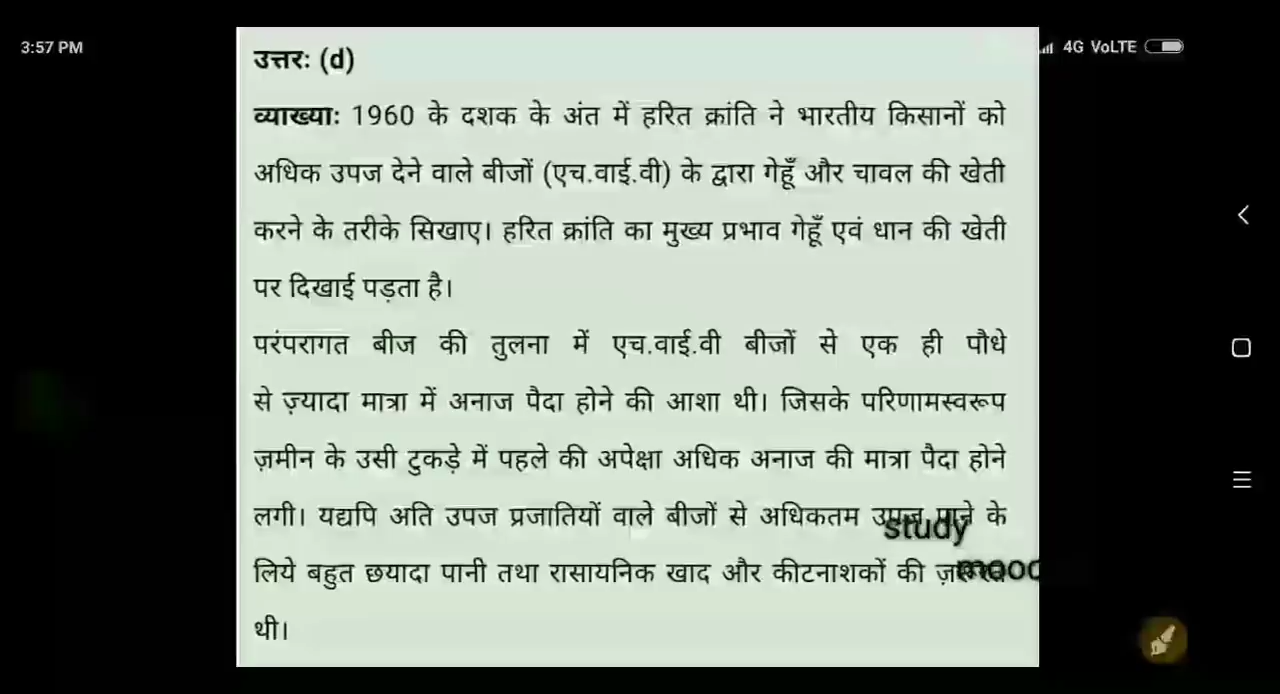 3:57 PM
4G VoLTE
उत्तरः (d)
व्याख्याः 1960 के दशक के अंत में हरित क्रांति ने भारतीय किसानों को
अधिक उपज देने वाले बीजों (एच.वाई.वी) के द्वारा गेहूँ और चावल की खेती
करने के तरीके सिखाए। हरित क्रांति का मुख्य प्रभाव गेहूँ एवं धान की खेती
पर दिखाई पड़ता है।
परंपरागत बीज की तुलना में एच.वाई.वी बीजों से एक ही पौधे
से ज़्यादा मात्रा में अनाज पैदा होने की आशा थी। जिसके परिणामस्वरूप
ज़मीन के उसी टुकड़े में पहले की अपेक्षा अधिक अनाज की मात्रा पैदा होने
लगी। यद्यपि अति उपज प्रजातियों वाले बीजों से अधिकतम उपज पाने के
study
लिये बहुत छयादा पानी तथा रासायनिक खाद और कीटनाशकों की
mood
थी।